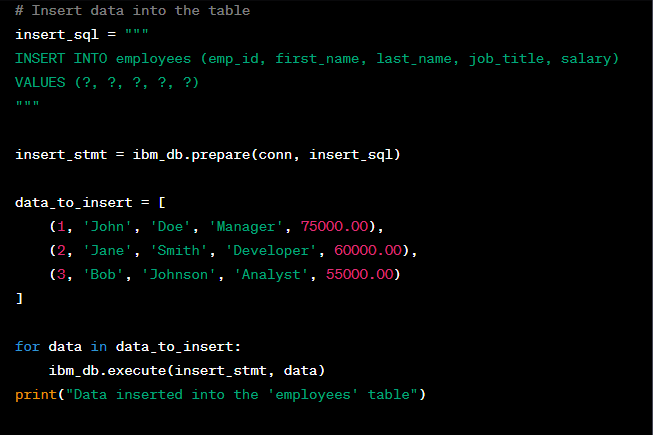 # Insert data into the table
insert_sql = """
INSERT INTO employees (emp_id, first_name, last_name, job_title, salary)
VALUES (?, ?, ?, ?, ?)
"""
insert_stmt = ibm_db.prepare(conn, insert_sql)
data_to_insert = [
    (1, 'John', 'Doe', 'Manager', 75000.00),
    (2, 'Jane', 'Smith', 'Developer', 60000.00),
    (3, 'Bob', 'Johnson', 'Analyst', 55000.00)
]
for data in data_to_insert:
    ibm_db.execute(insert_stmt, data)
print("Data inserted into the 'employees' table")